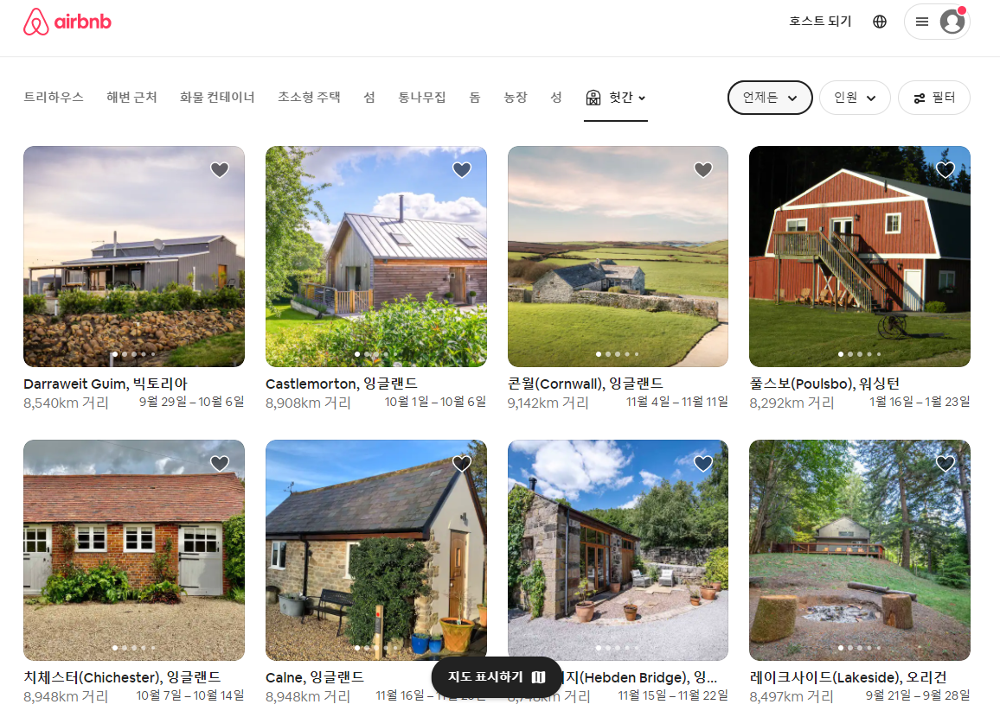 airbnb
호스트 되기
트리하우스 해변 근처 화물 컨테이너 초소형 주택 섬 통나무집 돔 농장 성 헛간 언제든 인원 필터
Darraweit Guim, 빅토리아
8,540km 거리 9월 29일 – 10월 6일
Castlemorton, 잉글랜드
8,908km 거리 10월 1일 – 10월 6일
콘월(Cornwall), 잉글랜드
9,142km 거리 11월 4일 – 11월 11일
풀스보(Poulsbo), 워싱턴
8,292km 거리 1월 16일 – 1월 23일
치체스터(Chichester), 잉글랜드
8,948km 거리 10월 7일 – 10월 14일
Calne, 잉글랜드
8,948km 거리 11월 16일 –
지(Hebden Bridge), 잉...
8,748km 거리 11월 15일 – 11월 22일
레이크사이드(Lakeside), 오리건
8,497km 거리 9월 21일 – 9월 28일
지도 표시하기